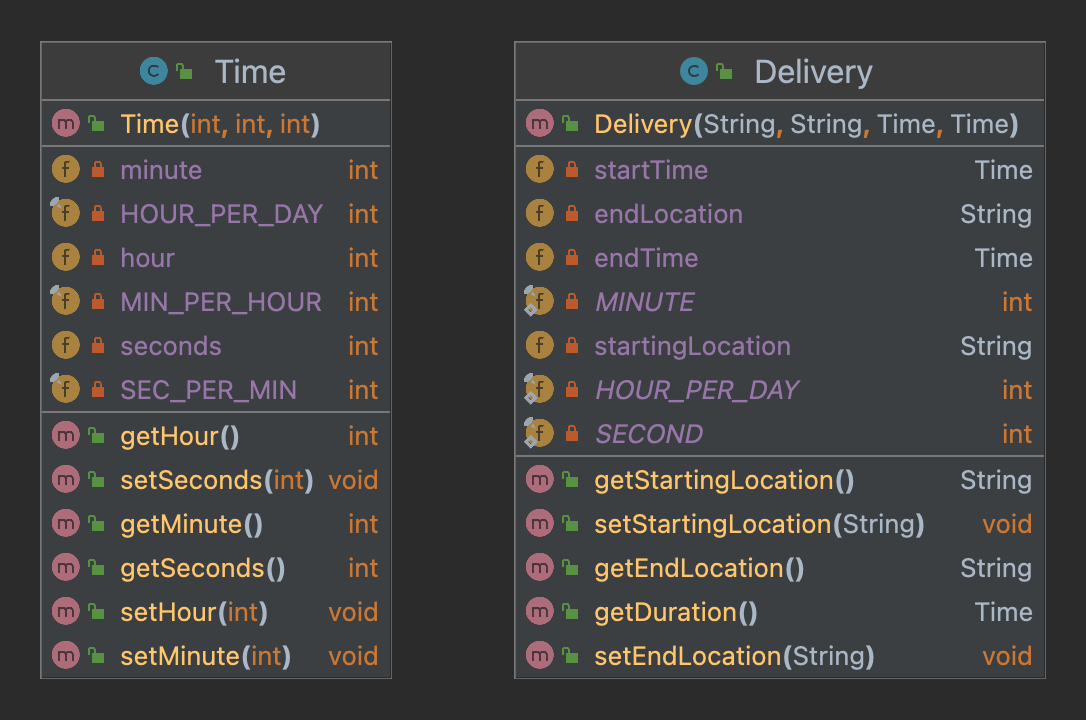 Time
Time(int, int, int)
minute int
HOUR_PER_DAY int
hour int
MIN_PER_HOUR int
seconds int
SEC_PER_MIN int
getHour() int
setSeconds(int) void
getMinute() int
getSeconds() int
setHour(int) void
setMinute(int) void
Delivery
Delivery(String, String, Time, Time)
startTime Time
endLocation String
endTime Time
MINUTE int
startingLocation String
HOUR_PER_DAY int
SECOND int
getStartingLocation() String
setStartingLocation(String) void
getEndLocation() String
getDuration() Time
setEndLocation(String) void